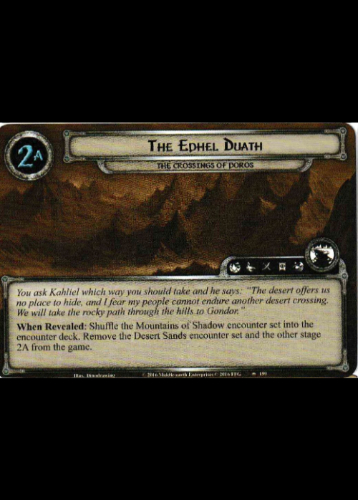 2A
THE EPHEL DUATH
THE CROSSINGS OF POROS
You ask Kahliel which way you should take and he says: "The desert offers us
no place to hide, and I fear my people cannot endure another desert crossing.
We will take the rocky path through the hills to Gondor."
When Revealed: Shuffle the Mountains of Shadow encounter set into the
encounter deck. Remove the Desert Sands encounter set and the other stage
2A from the game.